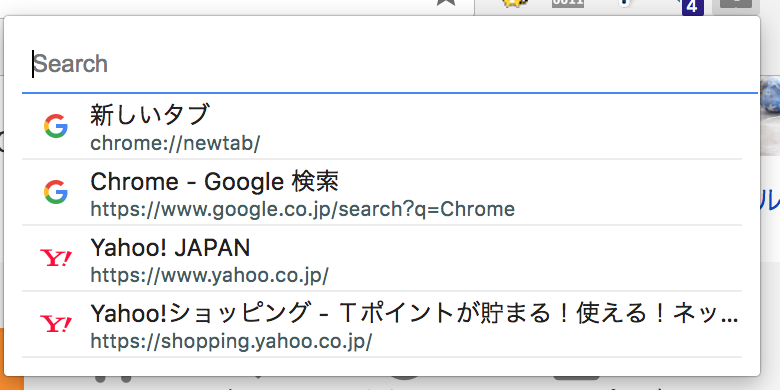 4
Search
新しいタブ
chrome://newtab/
Chrome - Google 検索
https://www.google.co.jp/search?q=Chrome
Yahoo! JAPAN
https://www.yahoo.co.jp/
Yahoo!ショッピング - Tポイントが貯まる！使える！ネッ...
https://shopping.yahoo.co.jp/
ル